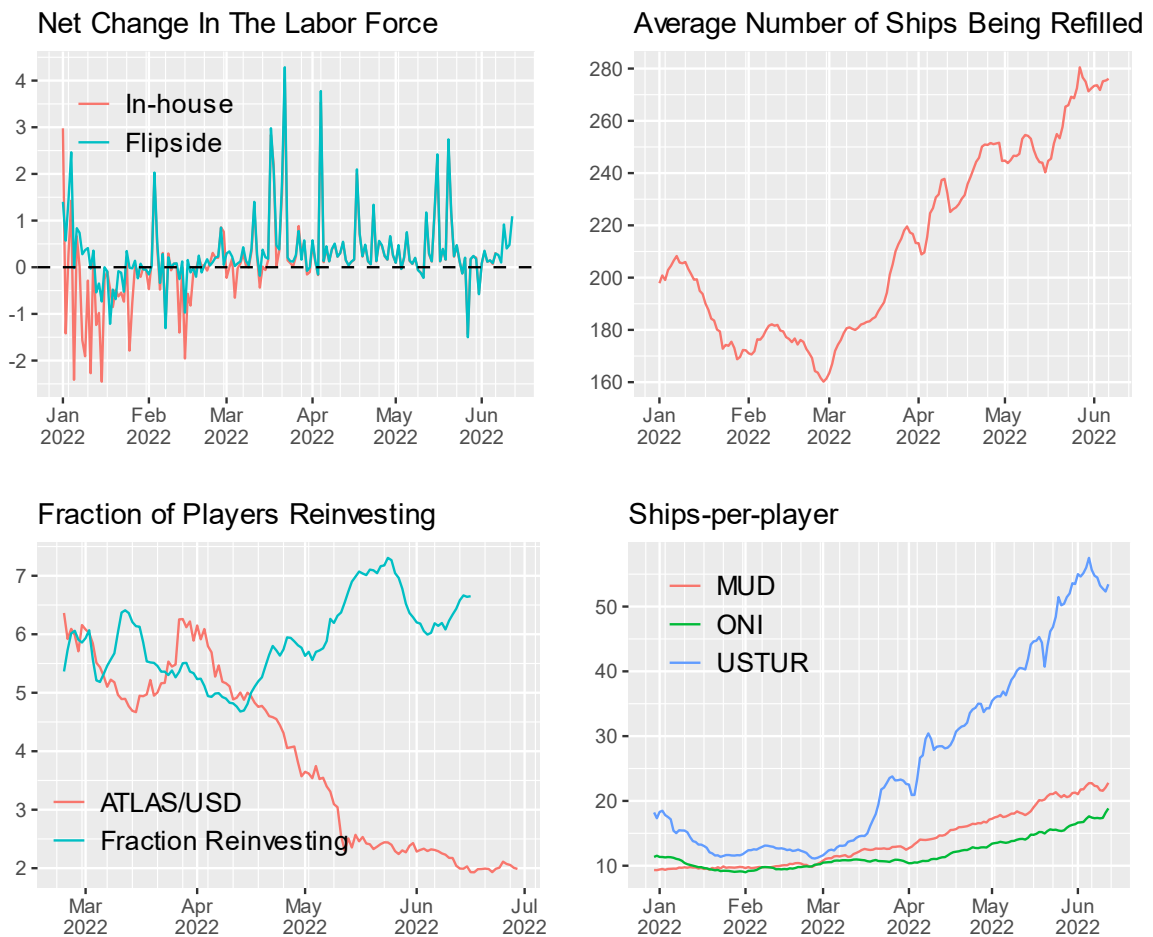 Net Change In The Labor Force
4
3
2
1
0
-1
-2
In-house
Flipside
Jan Feb Mar Apr May Jun
2022 2022 2022 2022 2022 2022
Average Number of Ships Being Refilled
280
260
240
220
200
180
160
Jan Feb Mar Apr May Jun
2022 2022 2022 2022 2022 2022
Fraction of Players Reinvesting
7
6
5
4
3
2
ATLAS/USD
Fraction Reinvesting
Mar Apr May Jun Jul
2022 2022 2022 2022 2022
Ships-per-player
50
40
30
20
10
MUD
ONI
USTUR
Jan Feb Mar Apr May Jun
2022 2022 2022 2022 2022 2022